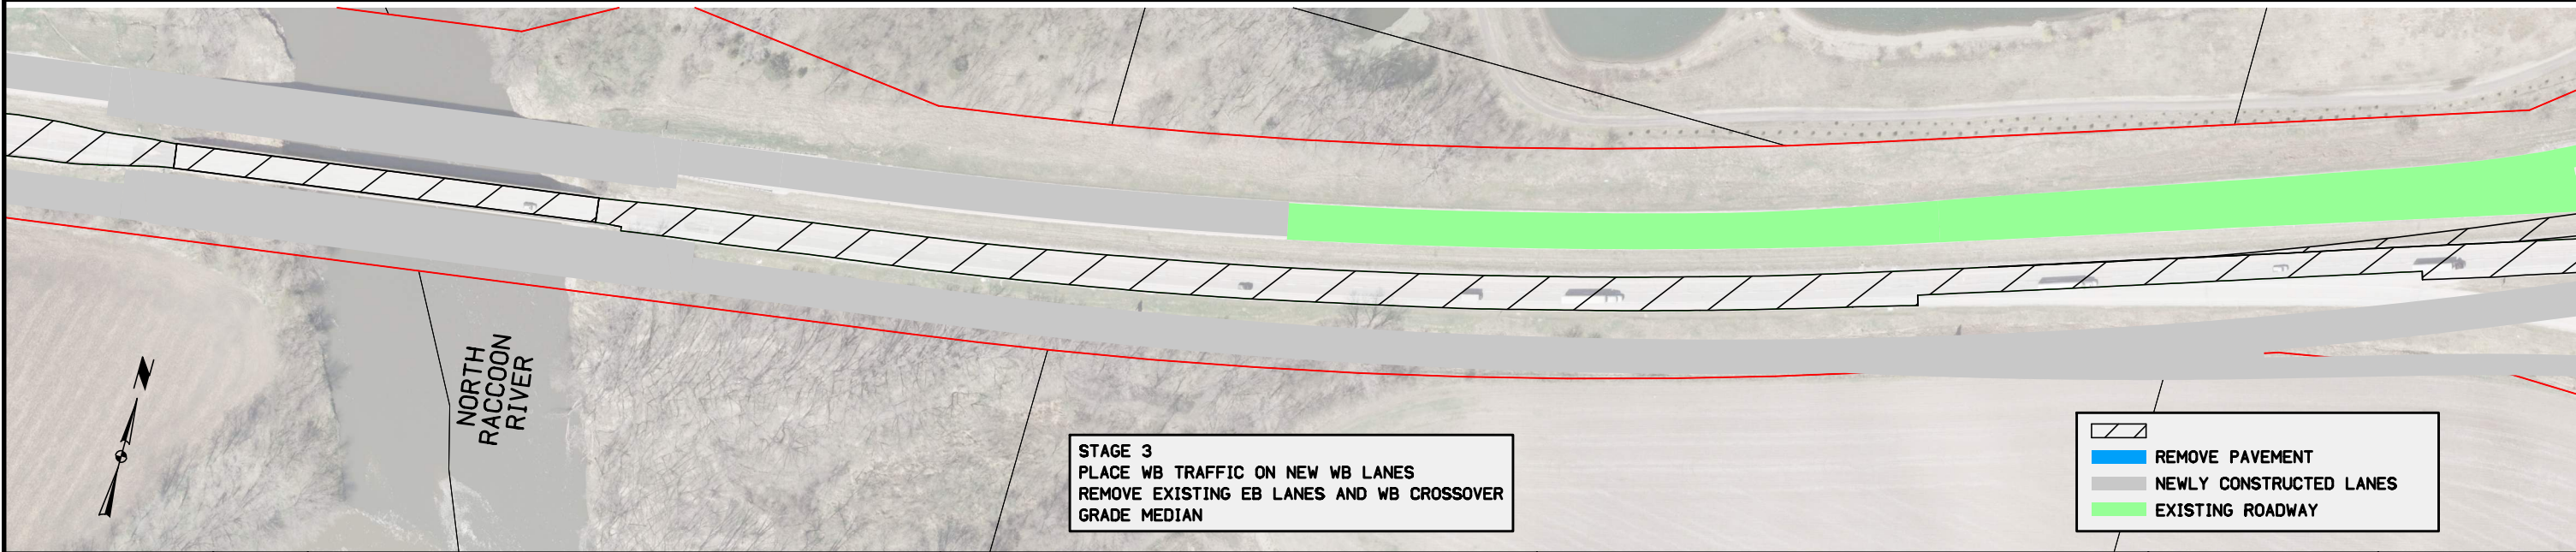 NORTH
RACCOON
RIVER
STAGE 3
PLACE WB TRAFFIC ON NEW WB LANES
REMOVE EXISTING EB LANES AND WB CROSSOVER
GRADE MEDIAN
REMOVE PAVEMENT
NEWLY CONSTRUCTED LANES
EXISTING ROADWAY